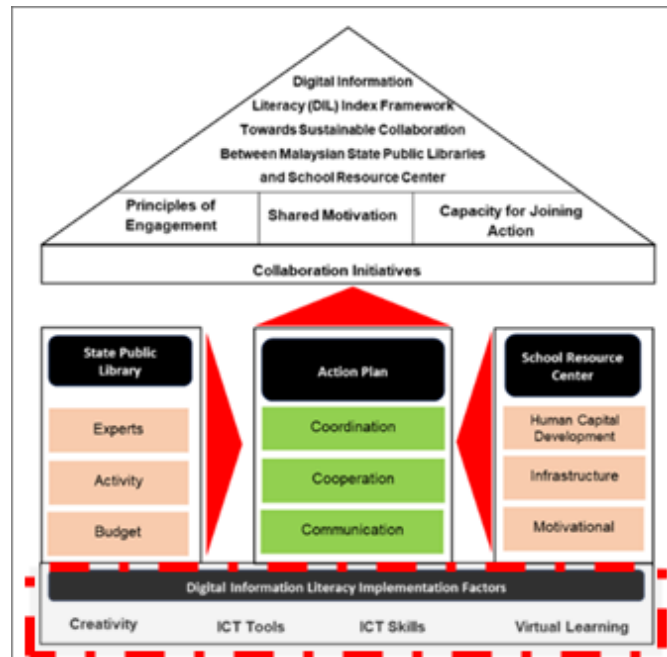 Digital Information
Literacy (DIL) Index Framework
Towards Sustainable Collaboration
Between Malaysian State Public Libraries
and School Resource Center
Principles of
Engagement
Shared Motivation
Capacity for Joining
Action
Collaboration Initiatives
State Public
Library
Experts
Activity
Budget
Action Plan
Coordination
Cooperation
Communication
School Resource
Center
Human Capital
Development
Infrastructure
Motivational
Digital Information Literacy Implementation Factors
Creativity
ICT Tools
ICT Skills
Virtual Learning